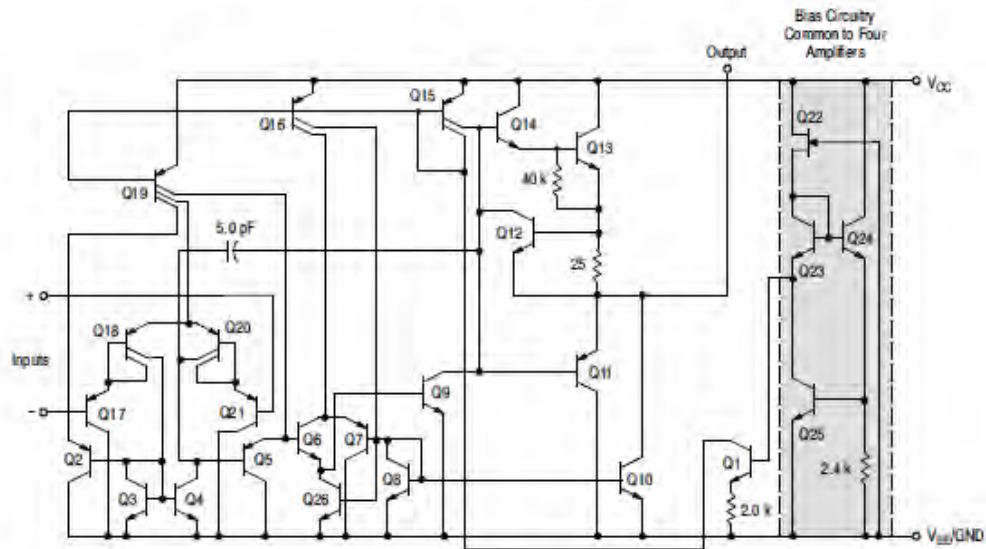 Bias Circuitry
Common to Four
Amplifiers
Output
VCC
Q15
Q22
Q16
Q14
Q13
Q19
40 k
5.0 pF
Q12
Q24
Q23
25
+
Q18
Q20
Inputs
Q11
Q9
-
Q17
Q21
Q25
Q2
Q5
Q6
Q7
Q1
Q3
Q4
Q8
Q10
2.4 k
Q26
2.0 k
VEE/GND